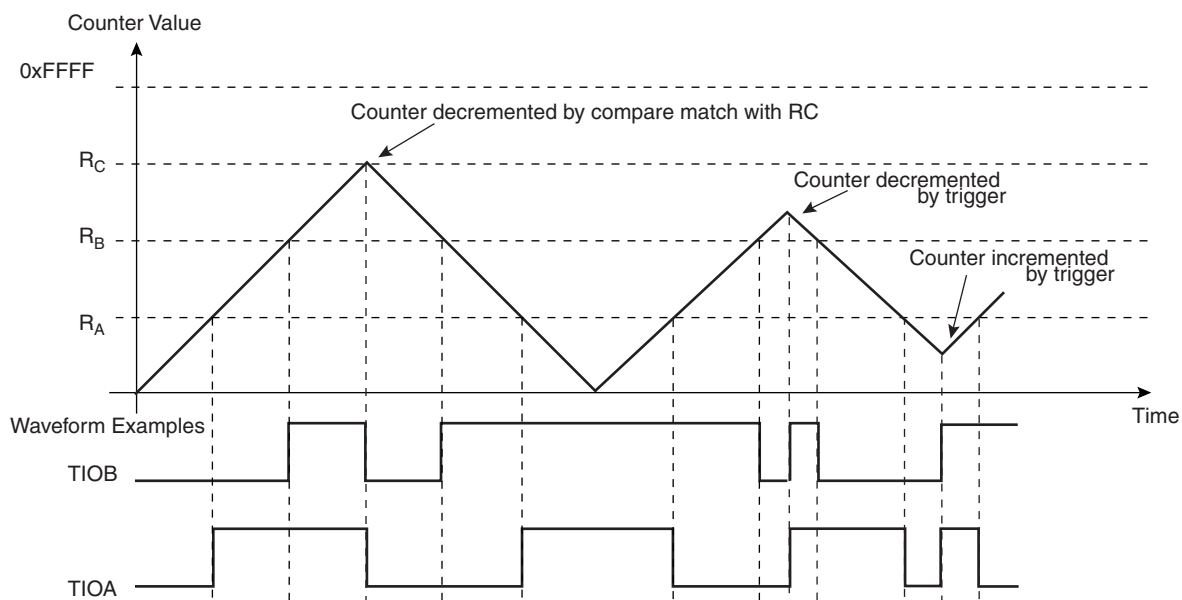 Counter Value
0xFFFF
Counter decremented by compare match with RC
RC
Counter decremented
by trigger
RB
Counter incremented
by trigger
RA
Time
Waveform Examples
TIOB
TIOA